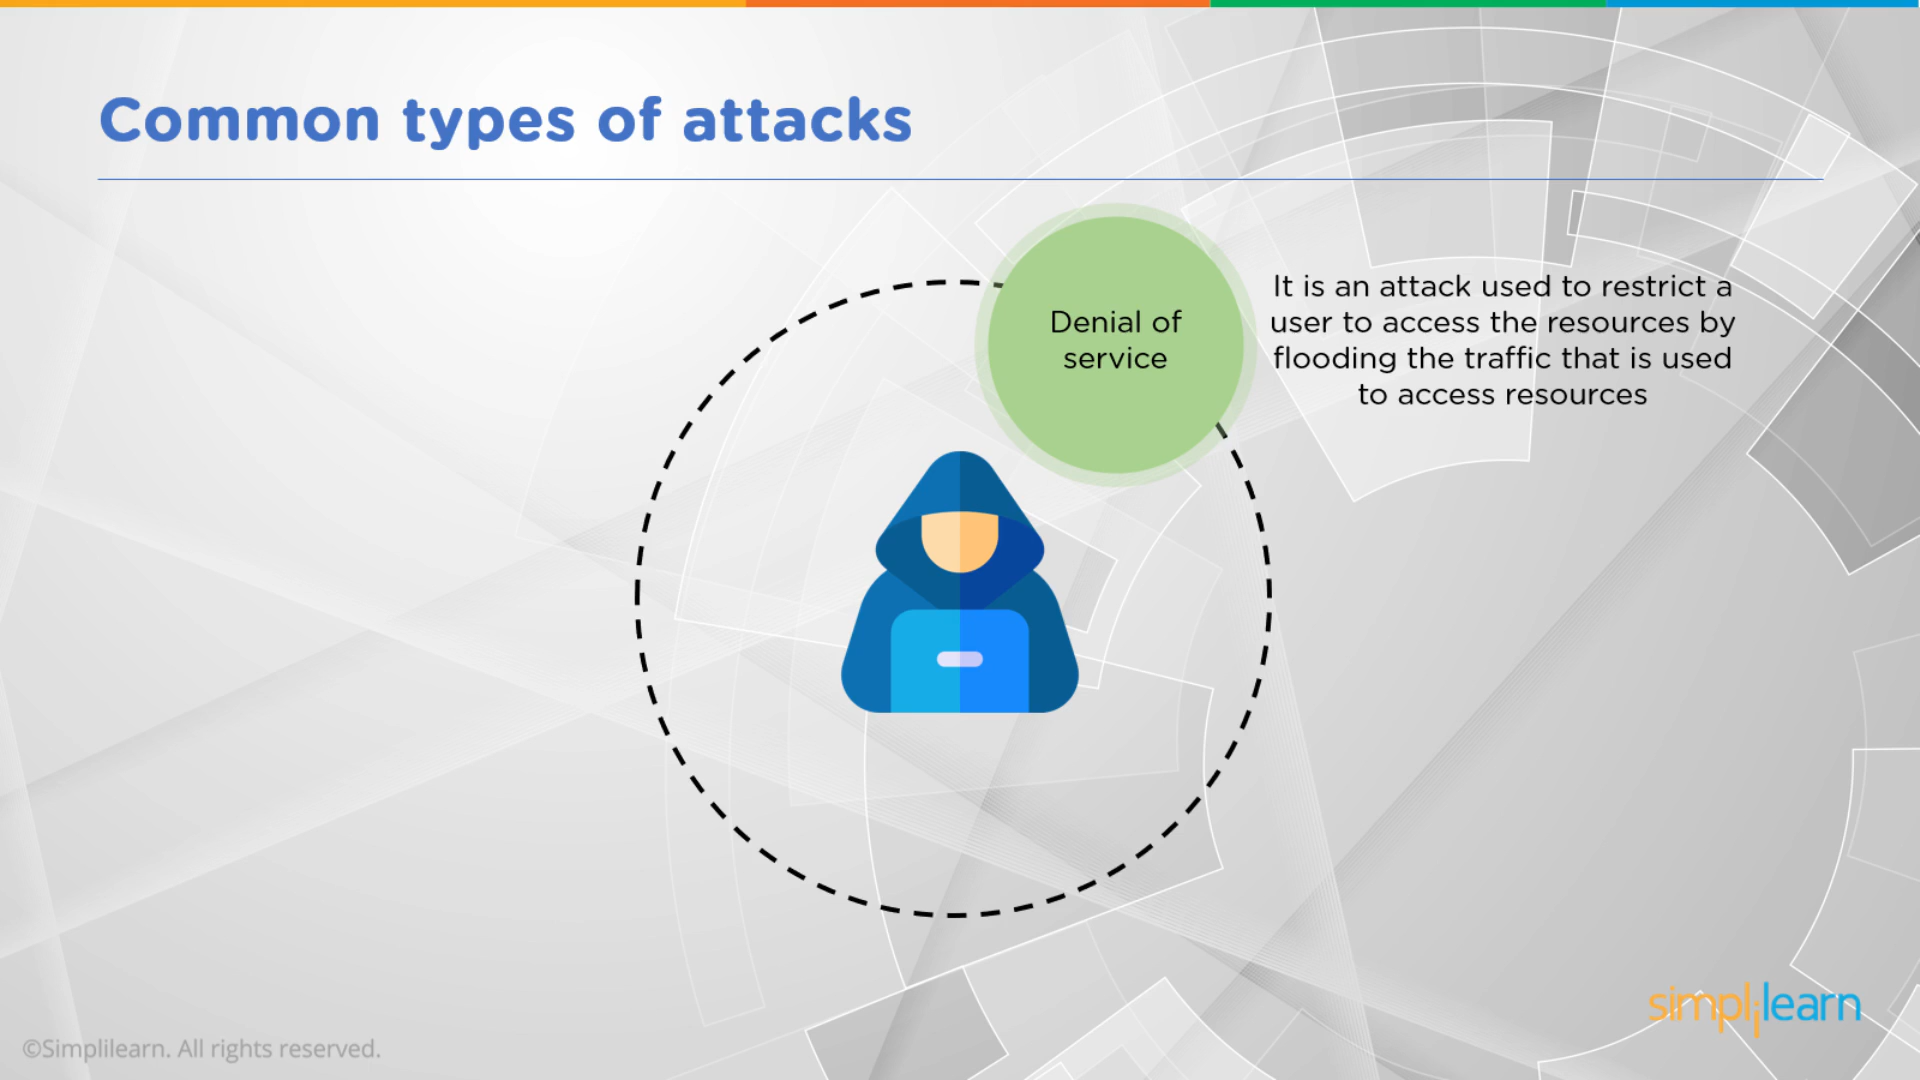 Common types of attacks
Denial of
service
It is an attack used to restrict a
user to access the resources by
flooding the traffic that is used
to access resources
simplilearn
©Simplilearn. All rights reserved.